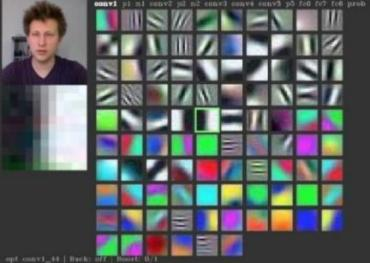 conv1 p1 n1 conv2 p2 n2 conv3 conv4 conv5 p5 fc6 fc7 fc8 prob
opt conv1_44 | Back: off | Boost: 0/1